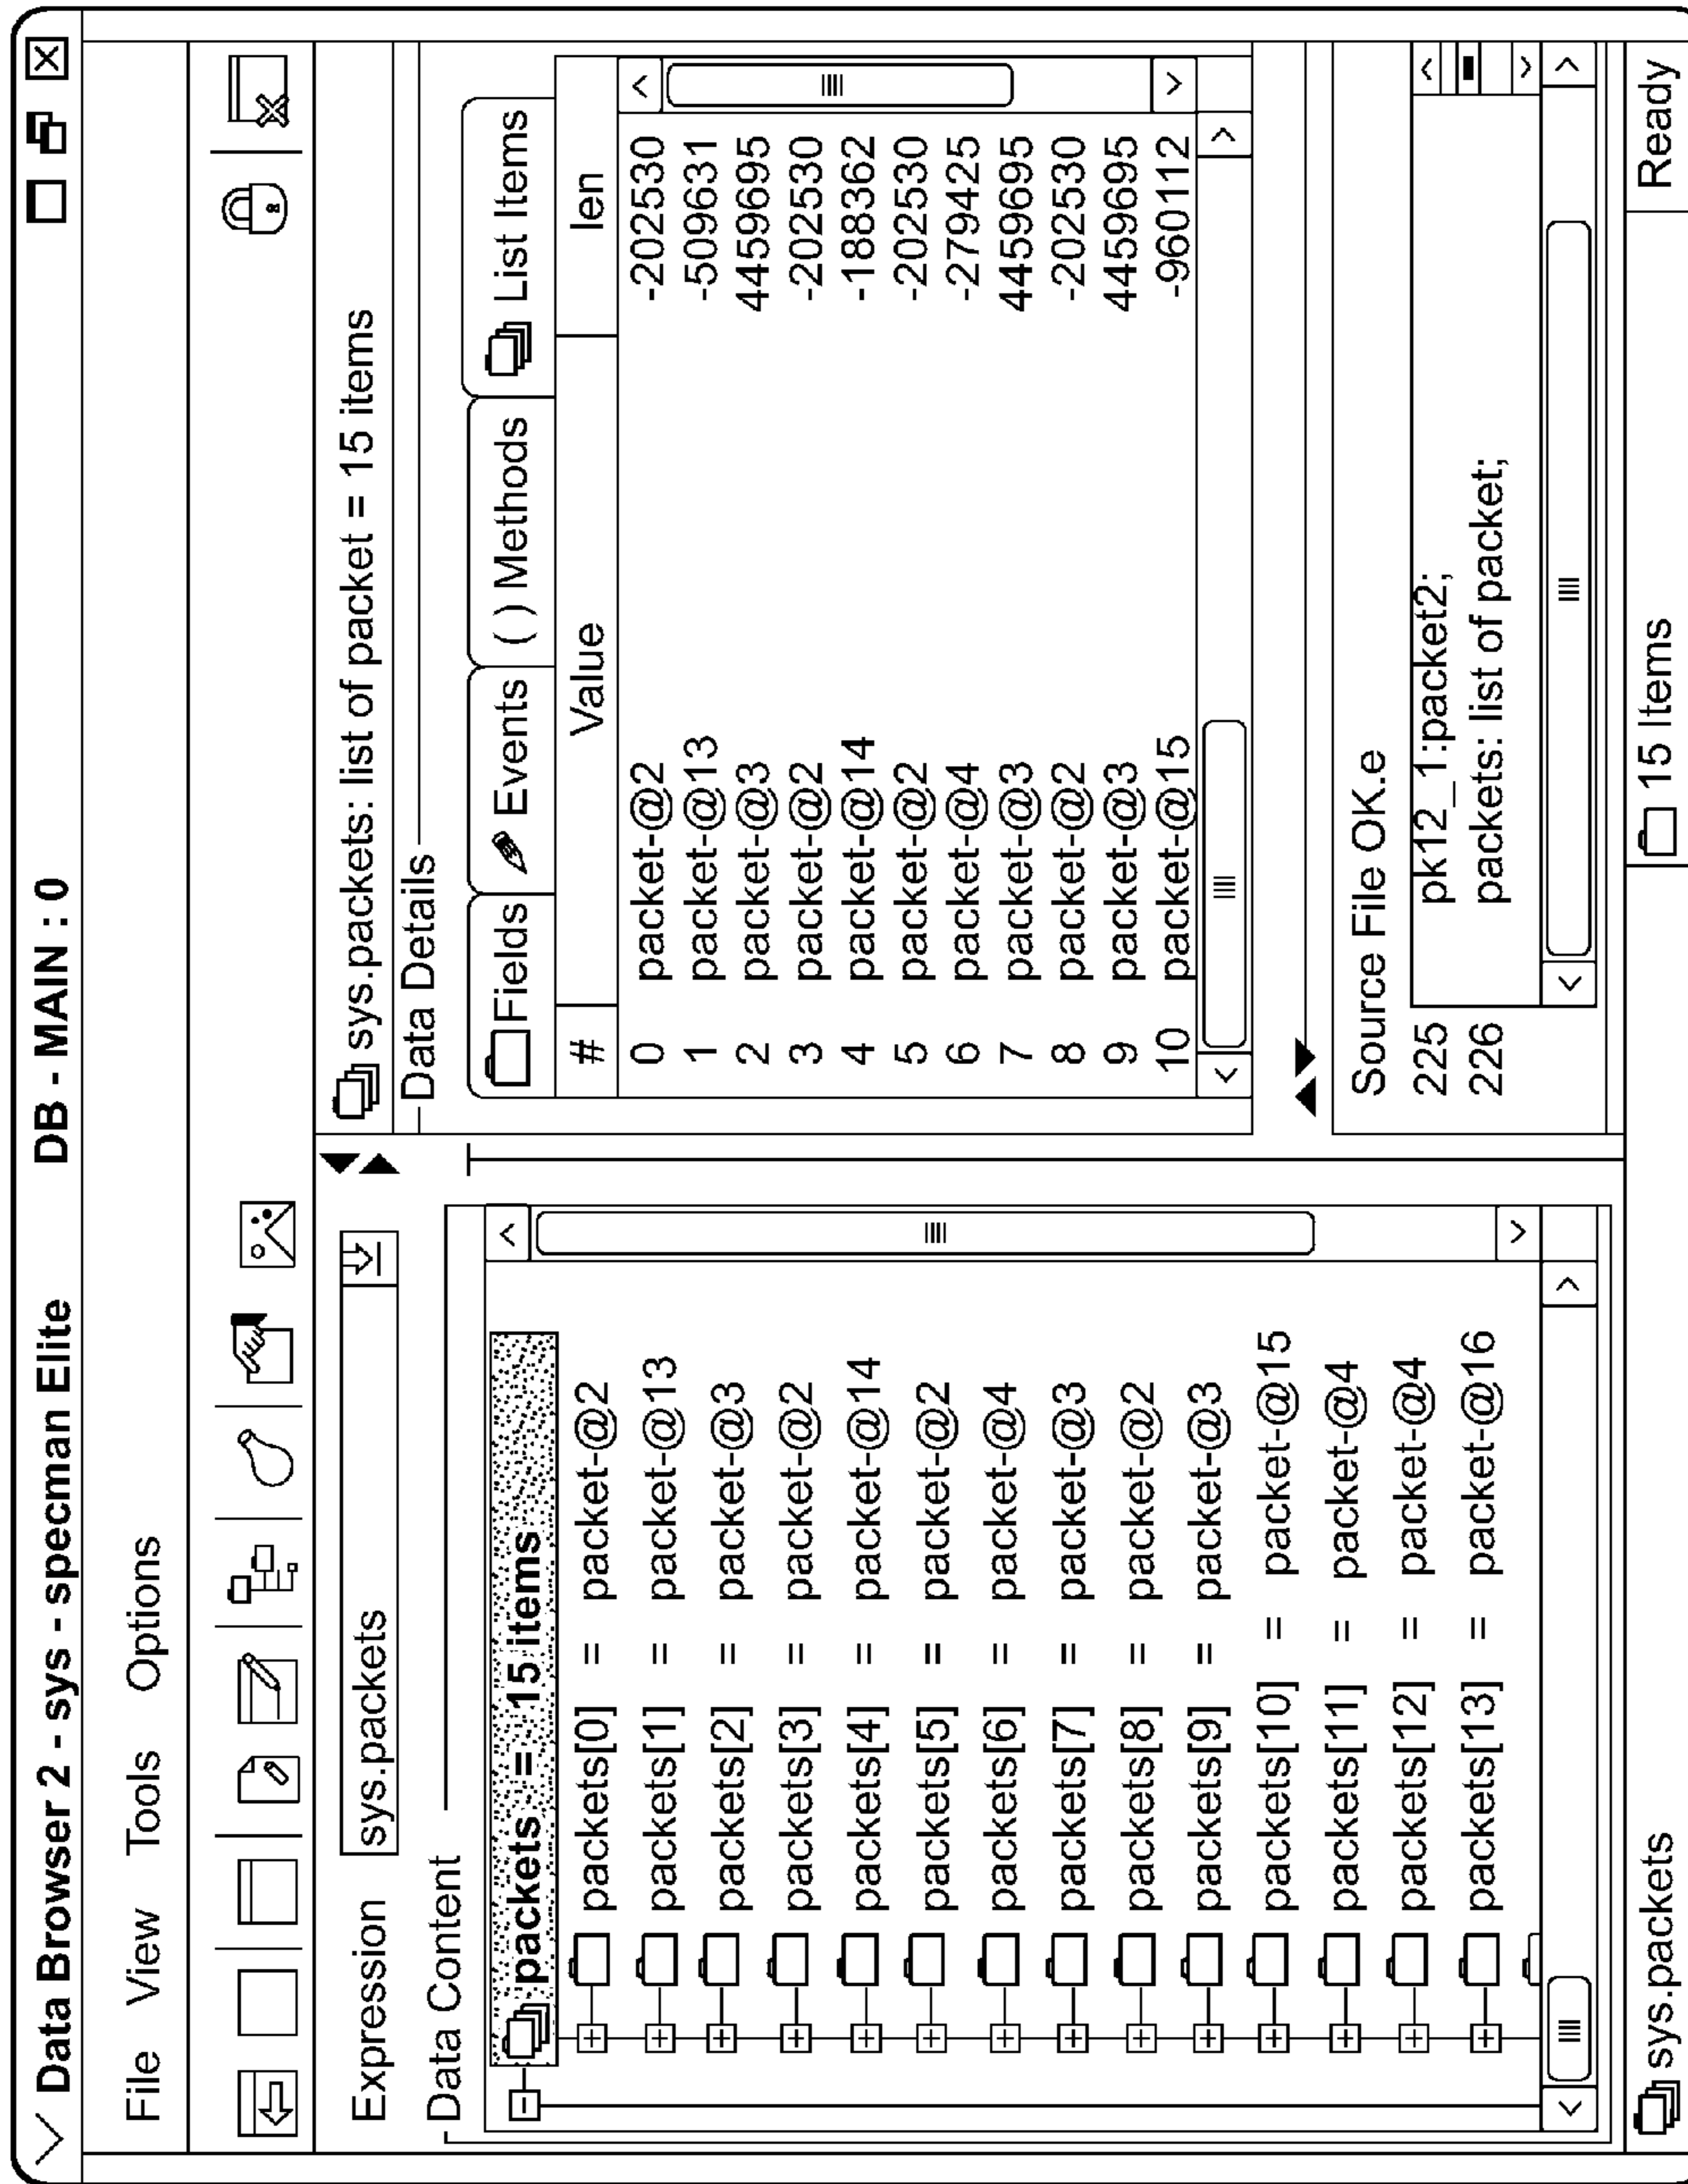 Data Browser 2 - sys - specman Elite DB - MAIN : 0
File View Tools Options
Expression sys.packets
Data Content
packets = 15 items
packets[0] = packet-@2
packets[1] = packet-@13
packets[2] = packet-@3
packets[3] = packet-@2
packets[4] = packet-@14
packets[5] = packet-@2
packets[6] = packet-@4
packets[7] = packet-@3
packets[8] = packet-@2
packets[9] = packet-@3
packets[10] = packet-@15
packets[11] = packet-@4
packets[12] = packet-@4
packets[13] = packet-@16
sys.packets: list of packet = 15 items
Data Details
Fields Events ( ) Methods List Items
# Value len
0 packet-@2 -202530
1 packet-@13 -509631
2 packet-@3 4459695
3 packet-@2 -202530
4 packet-@14 -188362
5 packet-@2 -202530
6 packet-@4 -279425
7 packet-@3 4459695
8 packet-@2 -202530
9 packet-@3 4459695
10 packet-@15 -960112
Source File OK.e
225 pk12_1:packet2;
226 packets: list of packet;
sys.packets 15 Items Ready